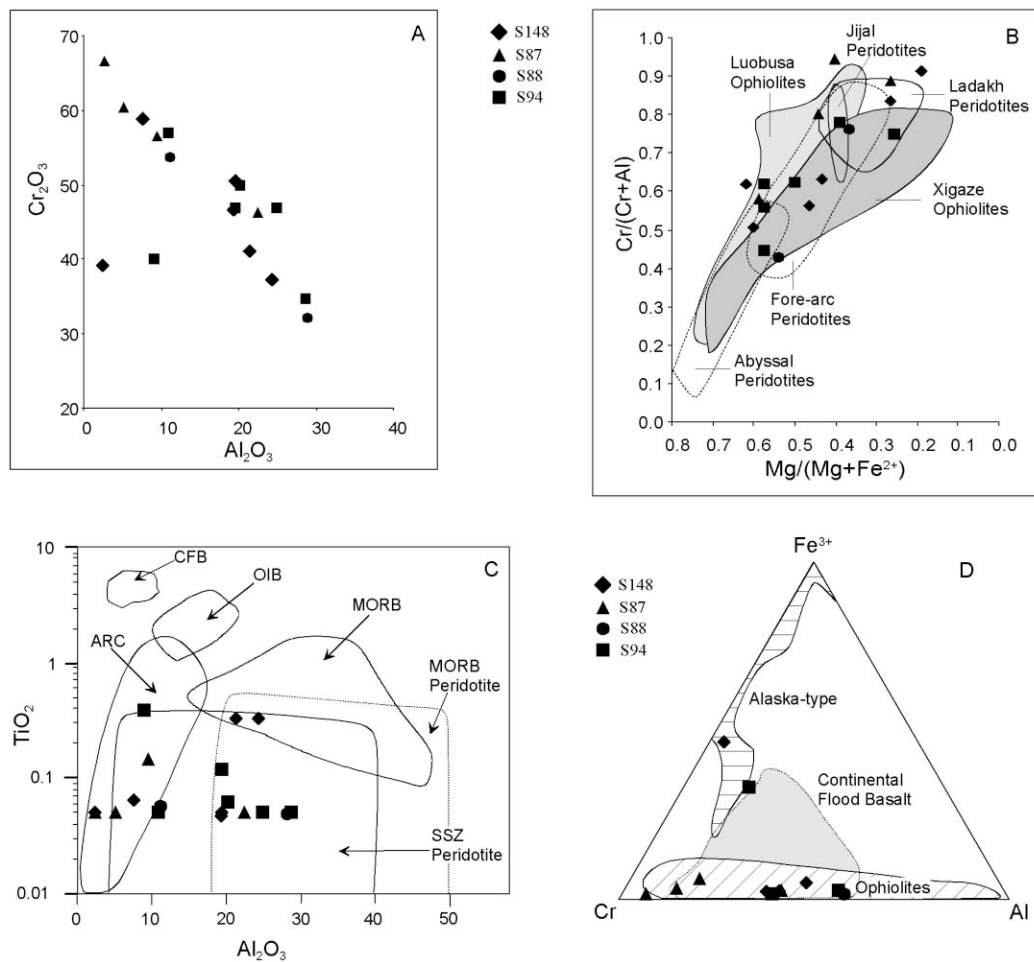 A
Cr₂O₃
70
60
50
40
30
20
0
10
20
30
40
Al₂O₃
S148
S87
S88
S94
B
Cr/(Cr+Al)
1.0
0.9
0.8
0.7
0.6
0.5
0.4
0.3
0.2
0.1
0.0
0.8
0.7
0.6
0.5
0.4
0.3
0.2
0.1
0.0
Mg/(Mg+Fe²⁺)
Jijal
Peridotites
Luobusa
Ophiolites
Ladakh
Peridotites
Xigaze
Ophiolites
Fore-arc
Peridotites
Abyssal
Peridotites
C
TiO₂
10
1
0.1
0.01
0
10
20
30
40
50
Al₂O₃
CFB
OIB
MORB
ARC
MORB
Peridotite
SSZ
Peridotite
D
Fe³⁺
S148
S87
S88
S94
Alaska-type
Continental
Flood Basalt
Ophiolites
Cr
Al